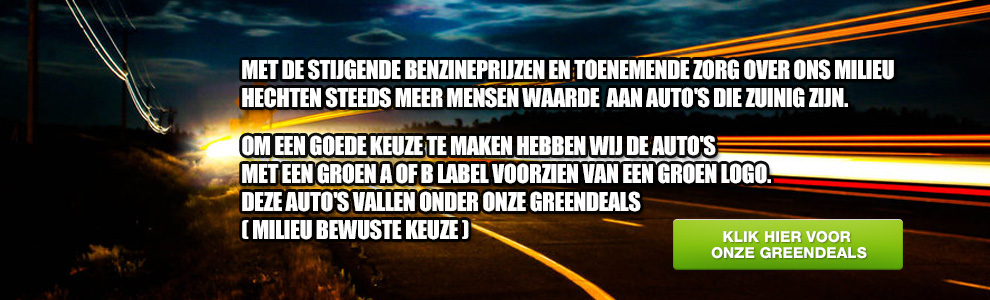 MET DE STIJGENDE BENZINEPRIJZEN EN TOENEMENDE ZORG OVER ONS MILIEU
HECHTEN STEEDS MEER MENSEN WAARDE AAN AUTO'S DIE ZUINIG ZIJN.
OM EEN GOEDE KEUZE TE MAKEN HEBBEN WIJ DE AUTO'S
MET EEN GROEN A OF B LABEL VOORZIEN VAN EEN GROEN LOGO.
DEZE AUTO'S VALLEN ONDER ONZE GREENDEALS
( MILIEU BEWUSTE KEUZE )
KLIK HIER VOOR
ONZE GREENDEALS